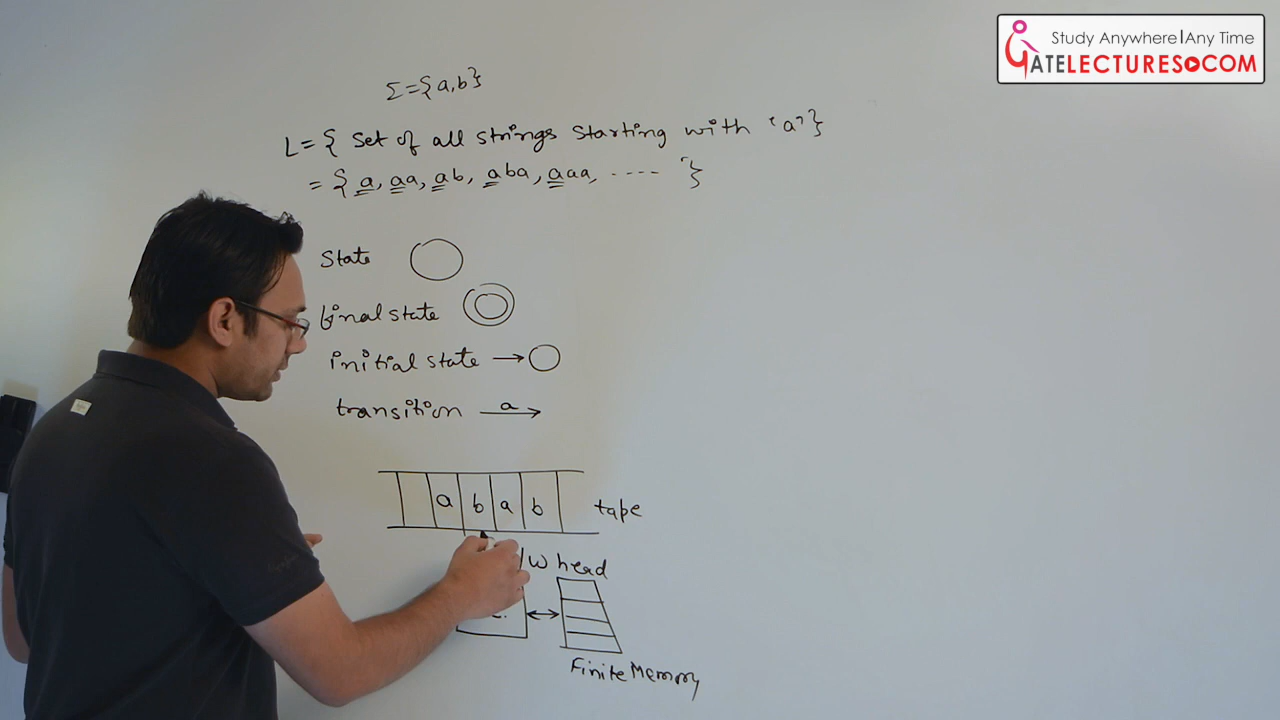 Study Anywhere|Any Time
GATELECTURES.COM
Σ={a,b}
L={ set of all strings starting with 'a'}
={ a, aa, ab, aba, aaa, ---- }
State
final state
initial state
transition a
a b a b tape
/W head
Finite Memory